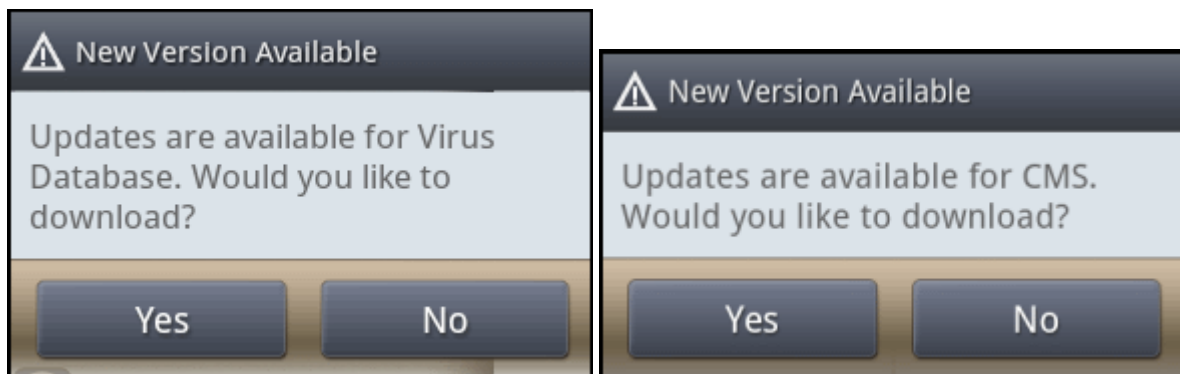 New Version Available
Updates are available for Virus
Database. Would you like to
download?
Yes
No
New Version Available
Updates are available for CMS.
Would you like to download?
Yes
No